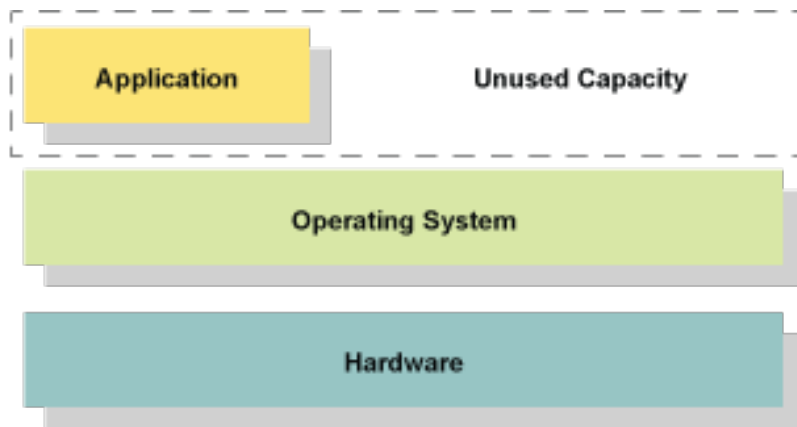 Application
Unused Capacity
Operating System
Hardware